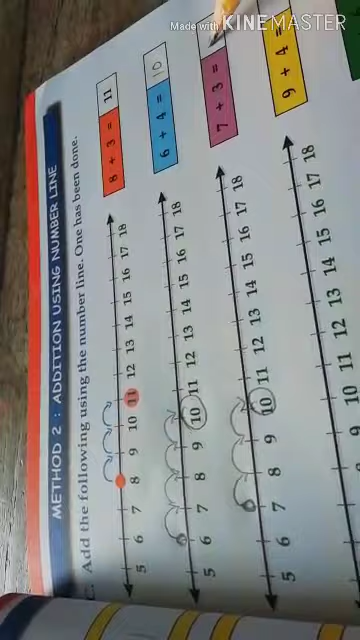 Made with KINEMASTER
METHOD 2 : ADDITION USING NUMBER LINE
C. Add the following using the number line. One has been done.
5 6 7 8 9 10 11 12 13 14 15 16 17 18
8 + 3 = 11
5 6 7 8 9 10 11 12 13 14 15 16 17 18
6 + 4 = 10
5 6 7 8 9 10 11 12 13 14 15 16 17 18
7 + 3 =
9 10 11 12 13 14 15 16 17 18
9 + 4 =